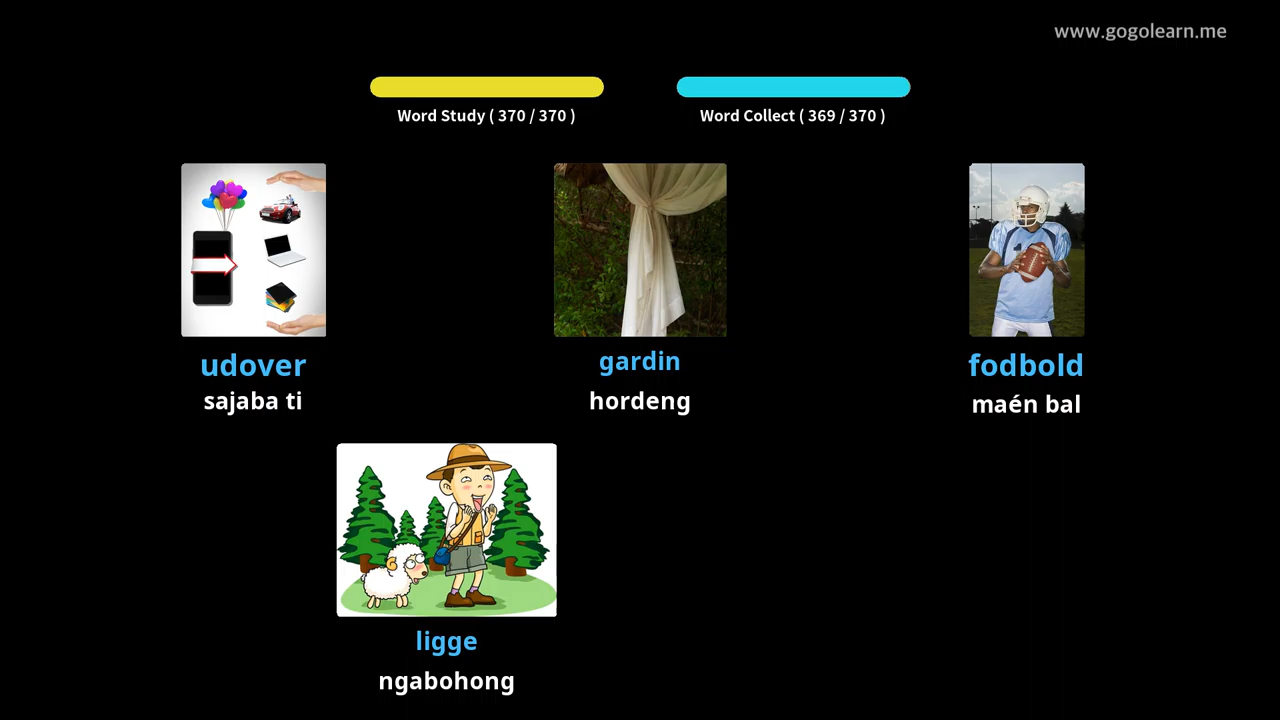 www.gogolearn.me
Word Study ( 370 / 370 )
Word Collect ( 369 / 370 )
udover
sajaba ti
gardin
hordeng
fodbold
maén bal
ligge
ngabohong